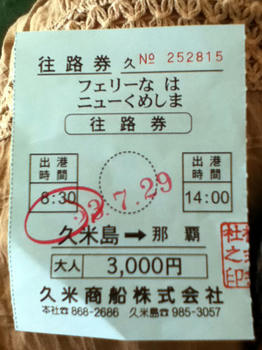 往路券 久 No 252815
フェリーなは
ニューくめしま
往路券
出港時間 8:30
出港時間 14:00
23.7.29
久米島→那覇
大人 3,000円
久米商船株式会社
本社☎868-2686 久米島☎985-3057